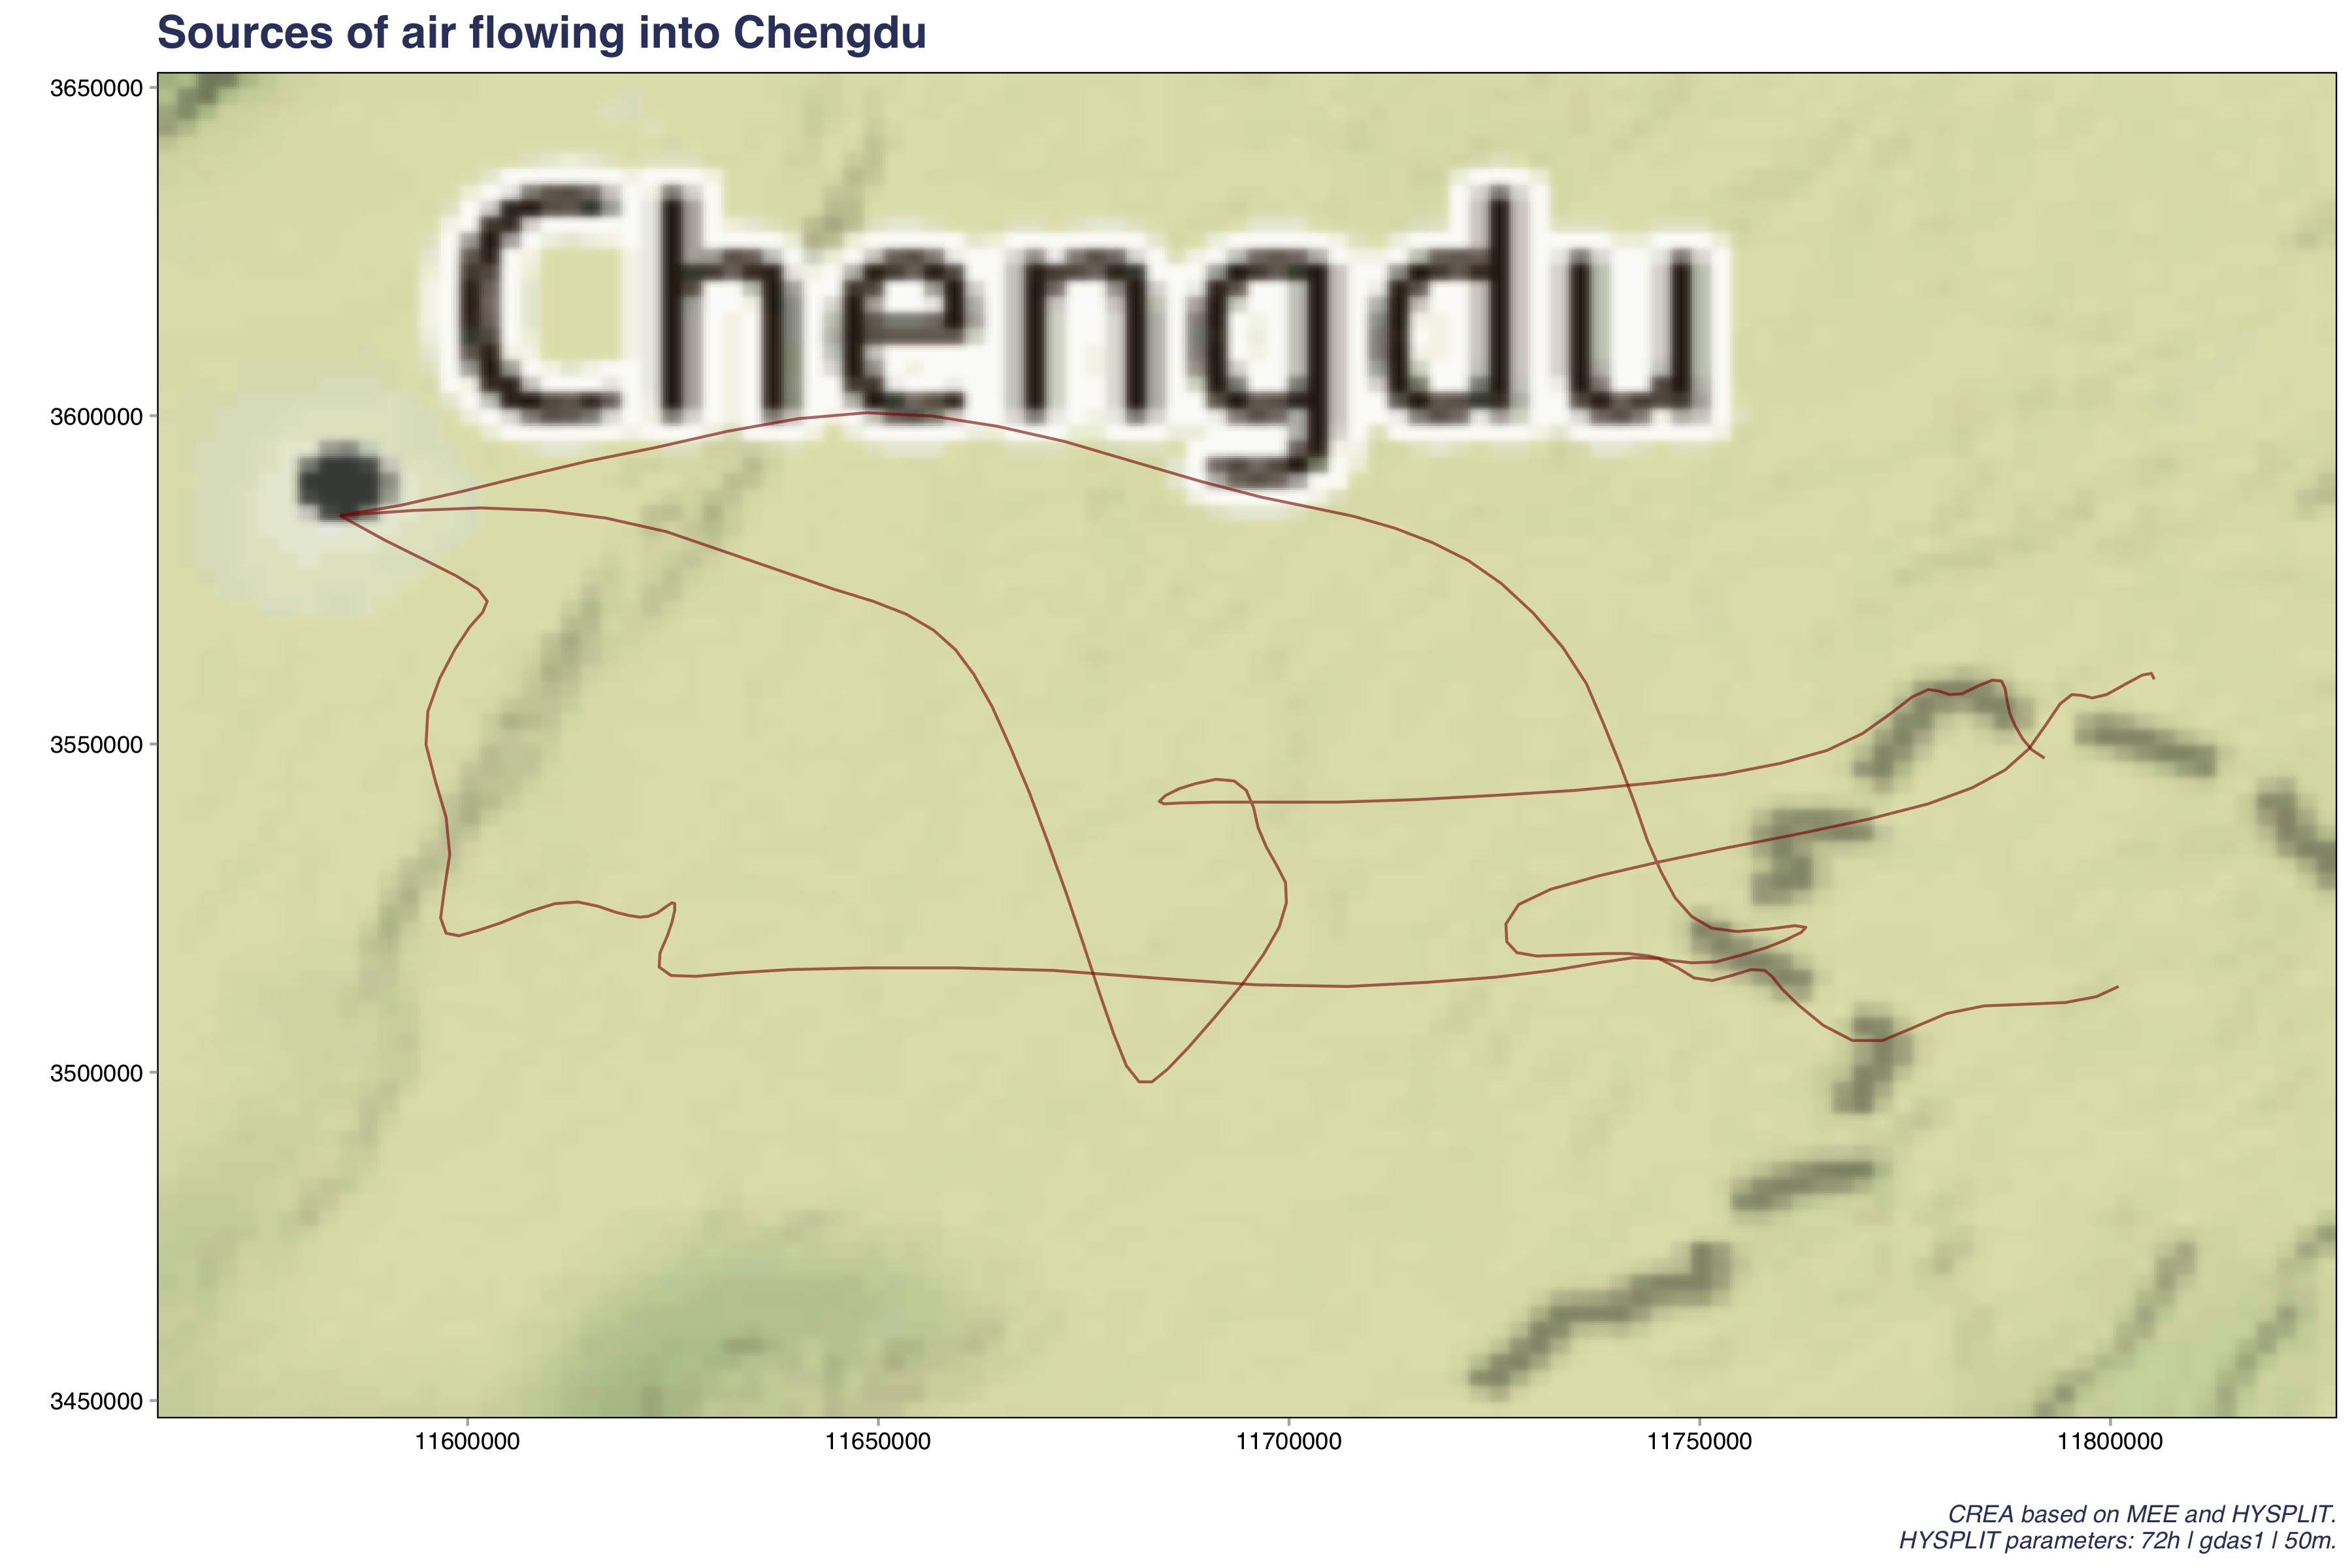 Sources of air flowing into Chengdu
3650000
3600000
3550000
3500000
3450000
Chengdu
11600000
11650000
11700000
11750000
11800000
CREA based on MEE and HYSPLIT.
HYSPLIT parameters: 72h | gdas1 | 50m.